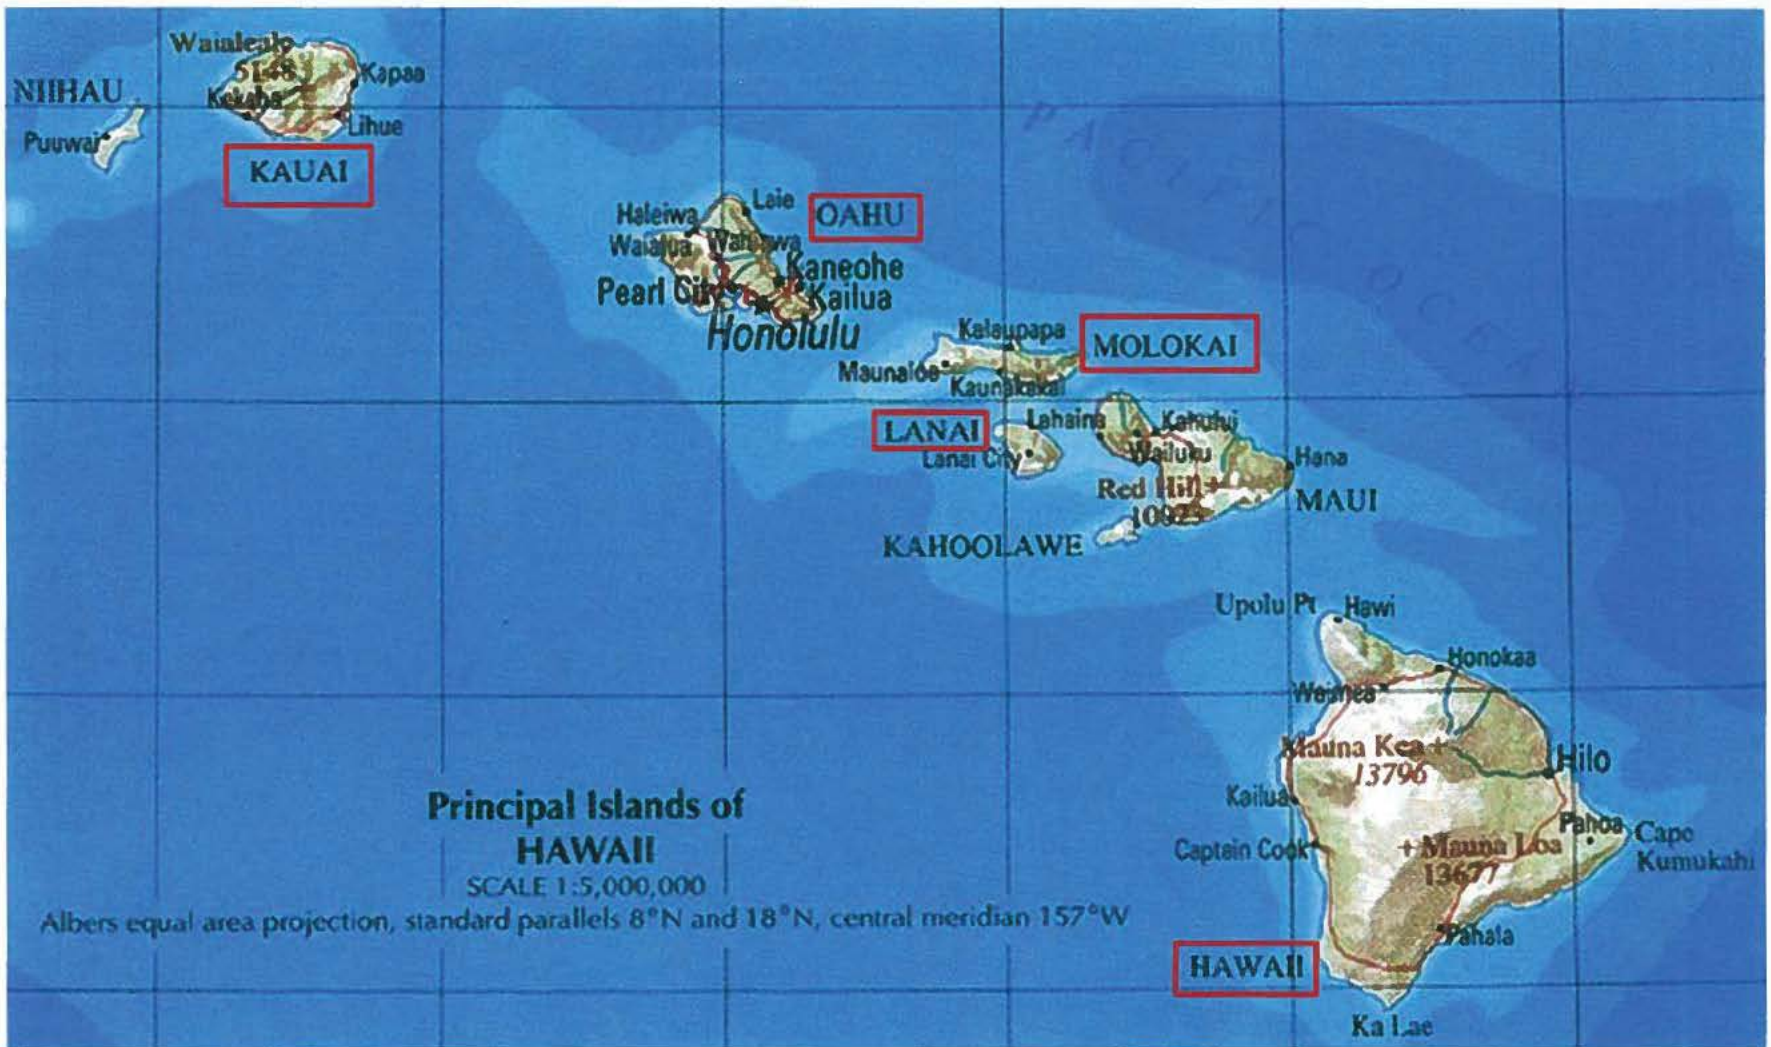 Waialeale
5148
NIIHAU
Kapaa
Kekaha
Lihue
Puuwai
KAUAI
PACIFIC OCEAN
Laie
Haleiwa
OAHU
Waialua
Wahiawa
Kaneohe
Pearl City
Kailua
Honolulu
Kalaupapa
MOLOKAI
Maunaloa
Kaunakakai
LANAI
Lahaina
Kahului
Lanai City
Wailuku
Hana
Red Hill
10023
MAUI
KAHOOLAWE
Upolu Pt
Hawi
Honokaa
Waimea
Mauna Kea
13796
Hilo
Kailua
Principal Islands of
HAWAII
SCALE 1:5,000,000
Albers equal area projection, standard parallels 8°N and 18°N, central meridian 157°W
Pahoa
Cape
Kumukahi
Captain Cook
Mauna Loa
13677
Pahala
HAWAII
Ka Lae